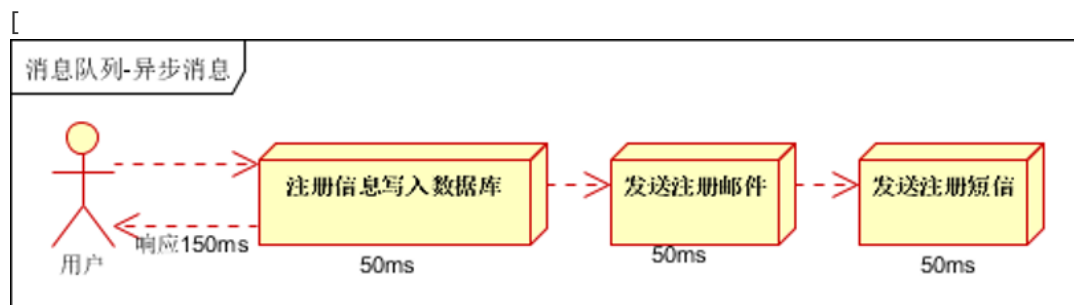 [
消息队列-异步消息
注册信息写入数据库
发送注册邮件
发送注册短信
响应150ms
用户
50ms
50ms
50ms